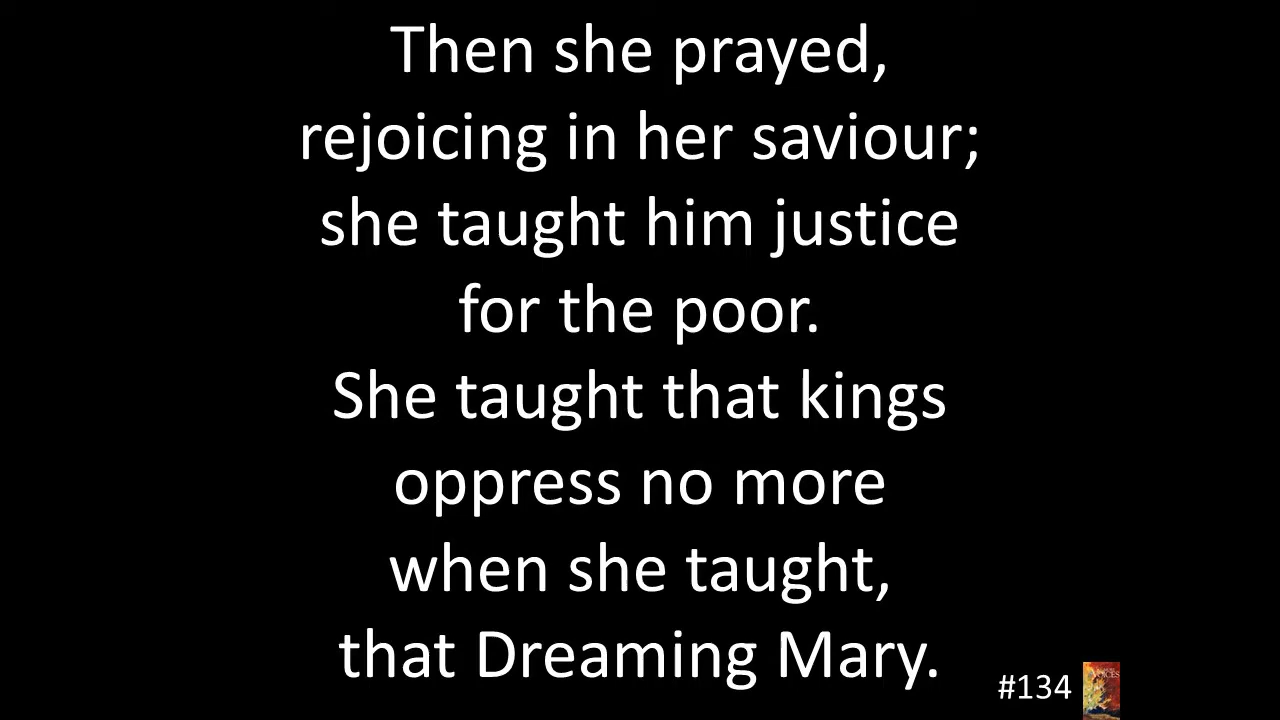 Then she prayed,
rejoicing in her saviour;
she taught him justice
for the poor.
She taught that kings
oppress no more
when she taught,
that Dreaming Mary.
#134
VOICES